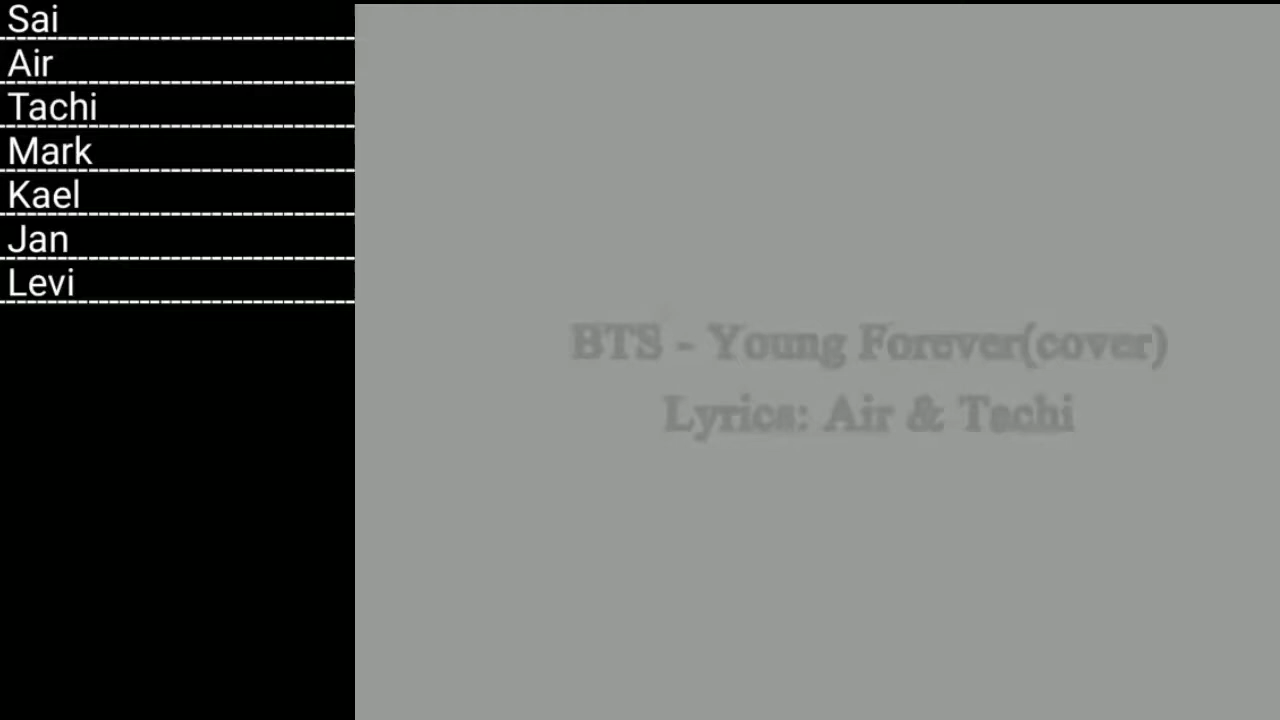 Sai
Air
Tachi
Mark
Kael
Jan
Levi
BTS - Young Forever(cover)
Lyrics: Air & Tachi